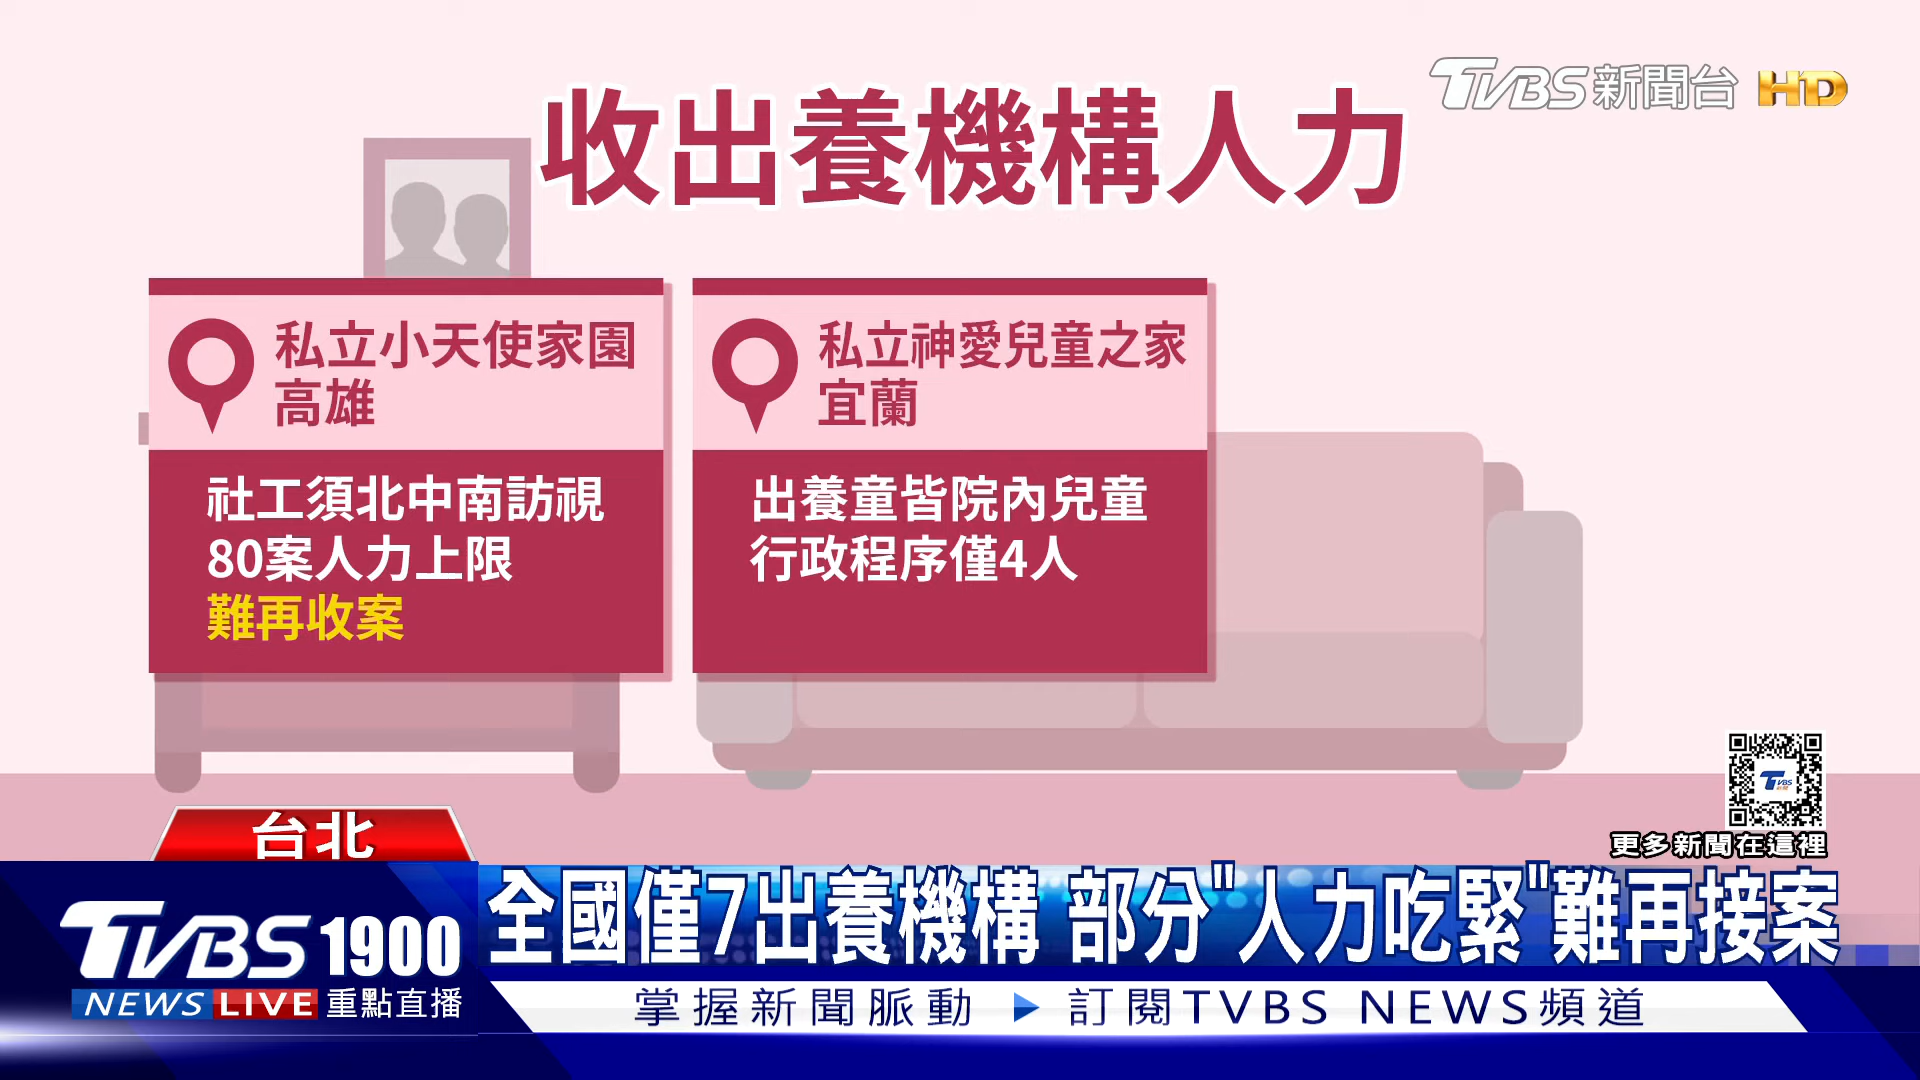 TVBS新聞台 HD
收出養機構人力
私立小天使家園
高雄
社工須北中南訪視
80案人力上限
難再收案
私立神愛兒童之家
宜蘭
出養童皆院內兒童
行政程序僅4人
TVBS
新聞
更多新聞在這裡
台北
全國僅7出養機構 部分"人力吃緊"難再接案
TVBS 1900
NEWS LIVE 重點直播
掌握新聞脈動 ▶ 訂閱TVBS NEWS頻道